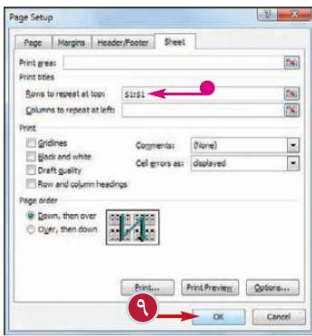 Page Setup
Page Margins Header/Footer Sheet
Print area:
Print titles
Rows to repeat at top: $1:$1
Columns to repeat at left:
Print
Gridlines Comments: (None)
Black and white Cell errors as: displayed
Draft quality
Row and column headings
Page order
Down, then over
Over, then down
Print... Print Preview Options...
٩ OK Cancel